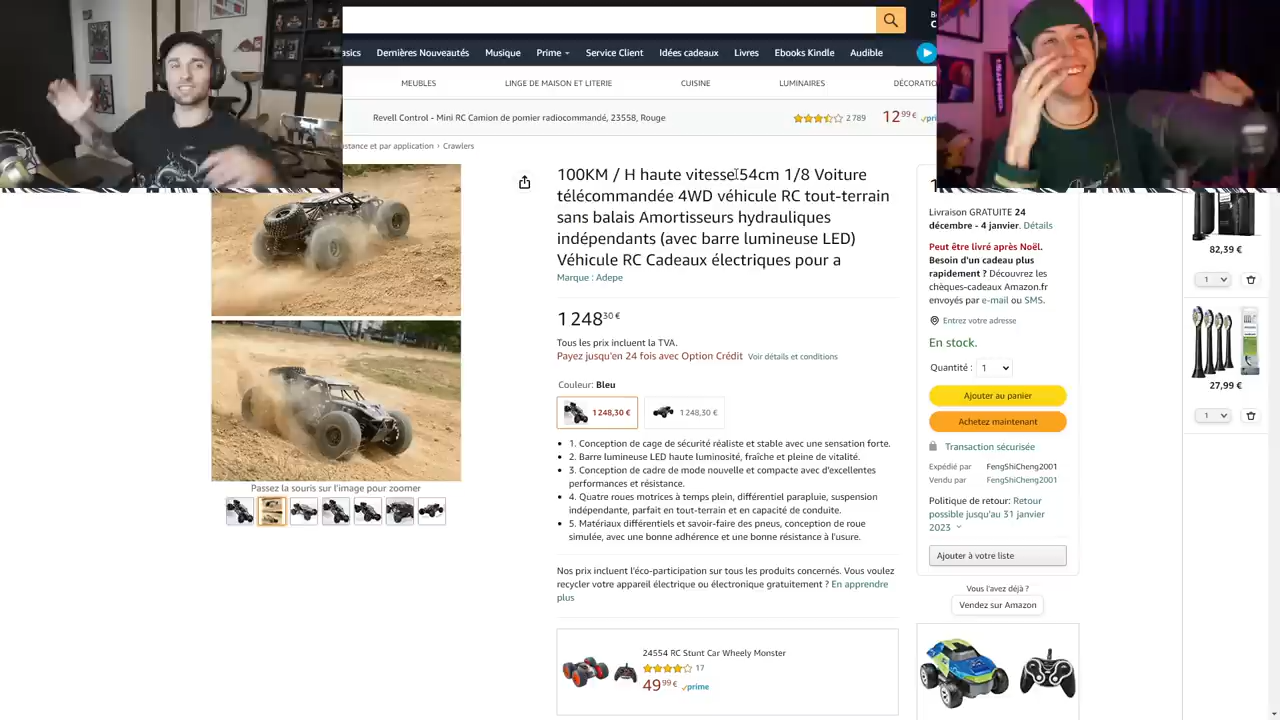 asics
Dernières Nouveautés
Musique
Prime
Service Client
Idées cadeaux
Livres
Ebooks Kindle
Audible
MEUBLES
LINGE DE MAISON ET LITERIE
CUISINE
LUMINAIRES
DÉCORATIO
Revell Control - Mini RC Camion de pomier radiocommandé, 23558, Rouge
2 789
12,99 €
pri
istance et par application › Crawlers
100KM / H haute vitesse 54cm 1/8 Voiture
télécommandée 4WD véhicule RC tout-terrain
sans balais Amortisseurs hydrauliques
indépendants (avec barre lumineuse LED)
Véhicule RC Cadeaux électriques pour a
Marque : Adepe
1 248,30 €
Tous les prix incluent la TVA.
Payez jusqu'en 24 fois avec Option Crédit Voir détails et conditions
Couleur: Bleu
1 248,30 €
1 248,30 €
1. Conception de cage de sécurité réaliste et stable avec une sensation forte.
2. Barre lumineuse LED haute luminosité, fraîche et pleine de vitalité.
3. Conception de cadre de mode nouvelle et compacte avec d'excellentes
performances et résistance.
4. Quatre roues motrices à temps plein, différentiel parapluie, suspension
indépendante, parfait en tout-terrain et en capacité de conduite.
5. Matériaux différentiels et savoir-faire des pneus, conception de roue
simulée, avec une bonne adhérence et une bonne résistance à l'usure.
Nos prix incluent l'éco-participation sur tous les produits concernés. Vous voulez
recycler votre appareil électrique ou électronique gratuitement ? En apprendre
plus
24554 RC Stunt Car Wheely Monster
17
49,99 € prime
Passez la souris sur l'image pour zoomer
Livraison GRATUITE 24
décembre - 4 janvier. Détails
Peut être livré après Noël.
Besoin d'un cadeau plus
rapidement ? Découvrez les
chèques-cadeaux Amazon.fr
envoyés par e-mail ou SMS.
Entrez votre adresse
En stock.
Quantité : 1
Ajouter au panier
Achetez maintenant
Transaction sécurisée
Expédié par FengShiCheng2001
Vendu par FengShiCheng2001
Politique de retour: Retour
possible jusqu'au 31 janvier
2023
Ajouter à votre liste
Vous l'avez déjà ?
Vendez sur Amazon
82,39 €
1
27,99 €
1